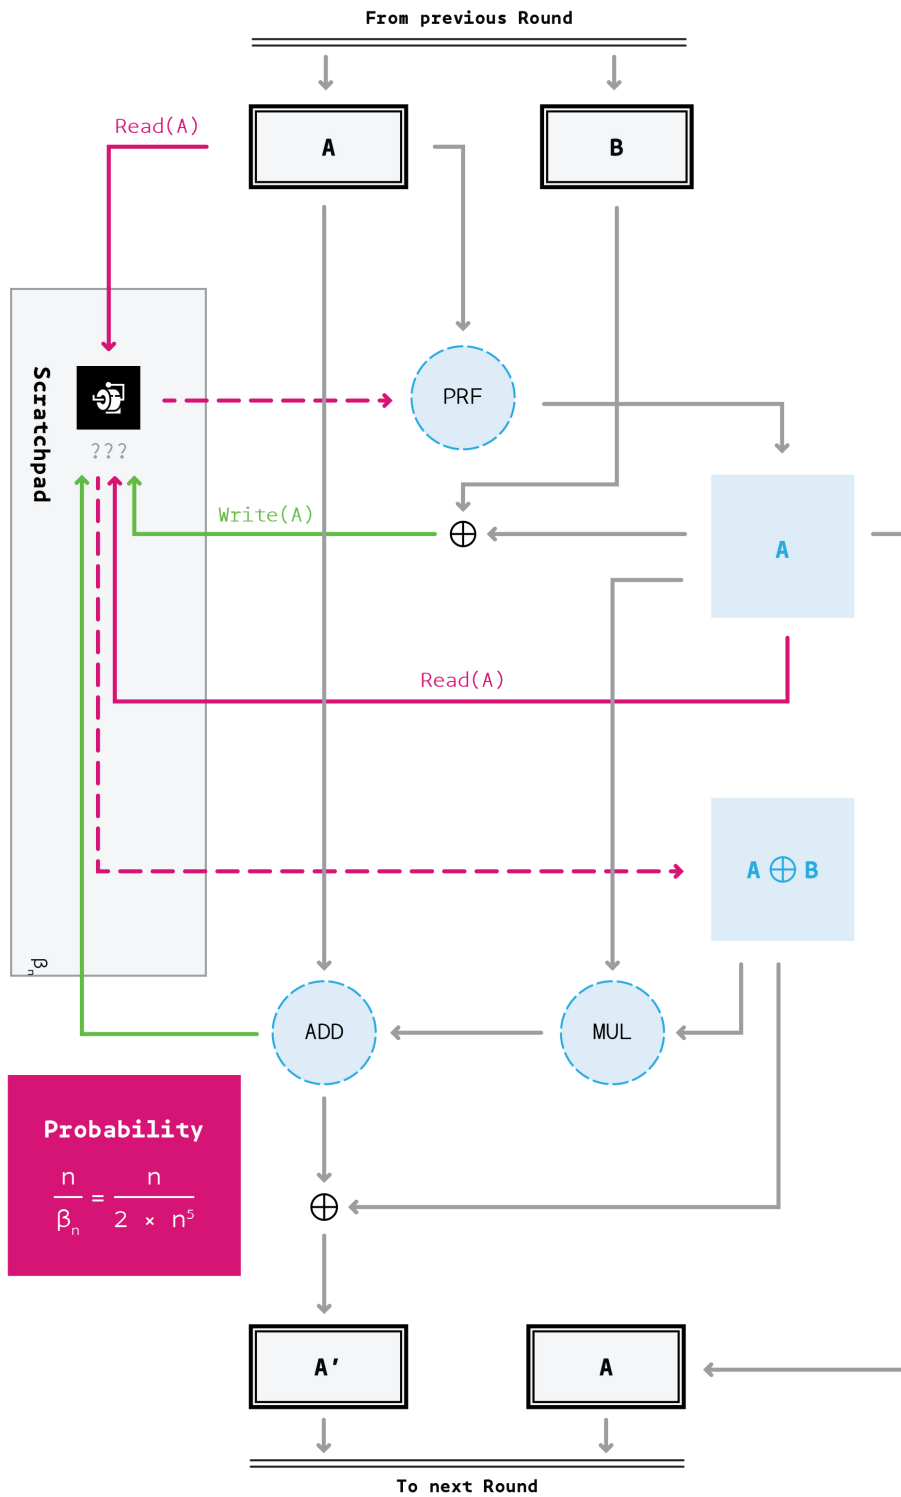 From previous Round
A
B
Read(A)
Scratchpad
PRF
???
Write(A)
⊕
A
Read(A)
A ⊕ B
βn
ADD
MUL
Probability
n/βₙ = n/2 × n⁵
⊕
A′
A
To next Round